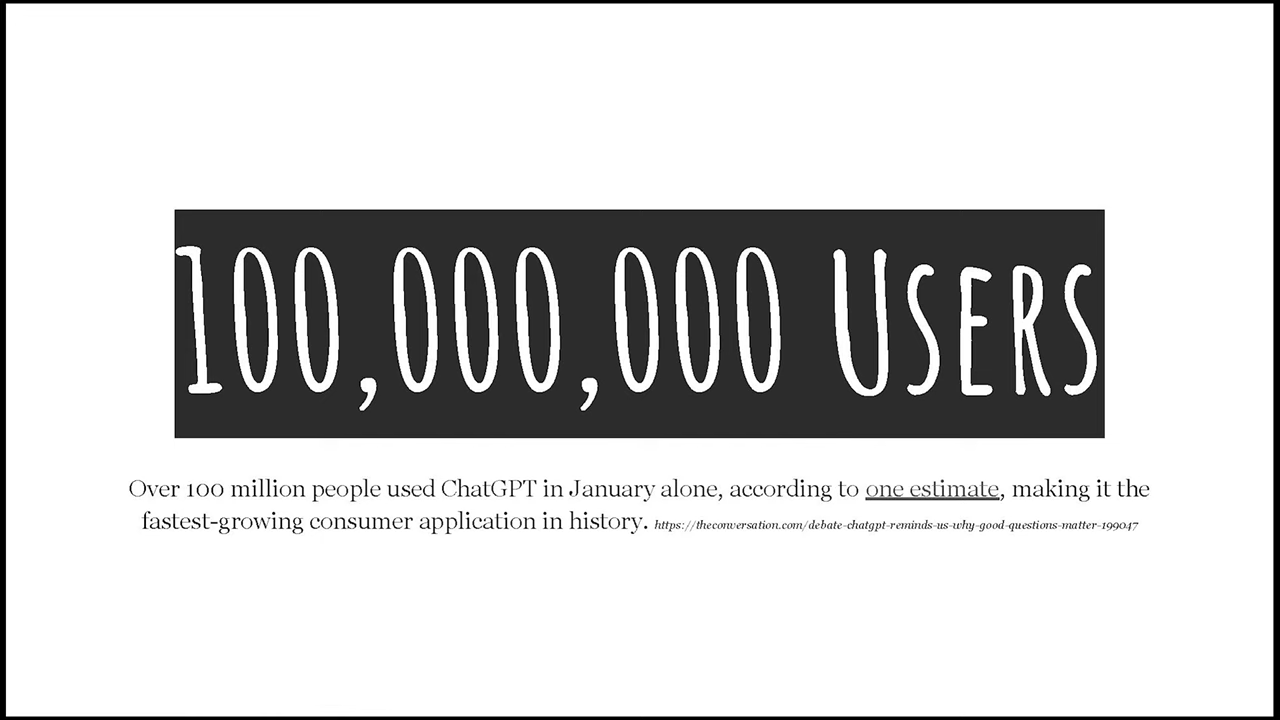 100,000,000 Users
Over 100 million people used ChatGPT in January alone, according to one estimate, making it the
fastest-growing consumer application in history. https://theconversation.com/debate-chatgpt-reminds-us-why-good-questions-matter-199047